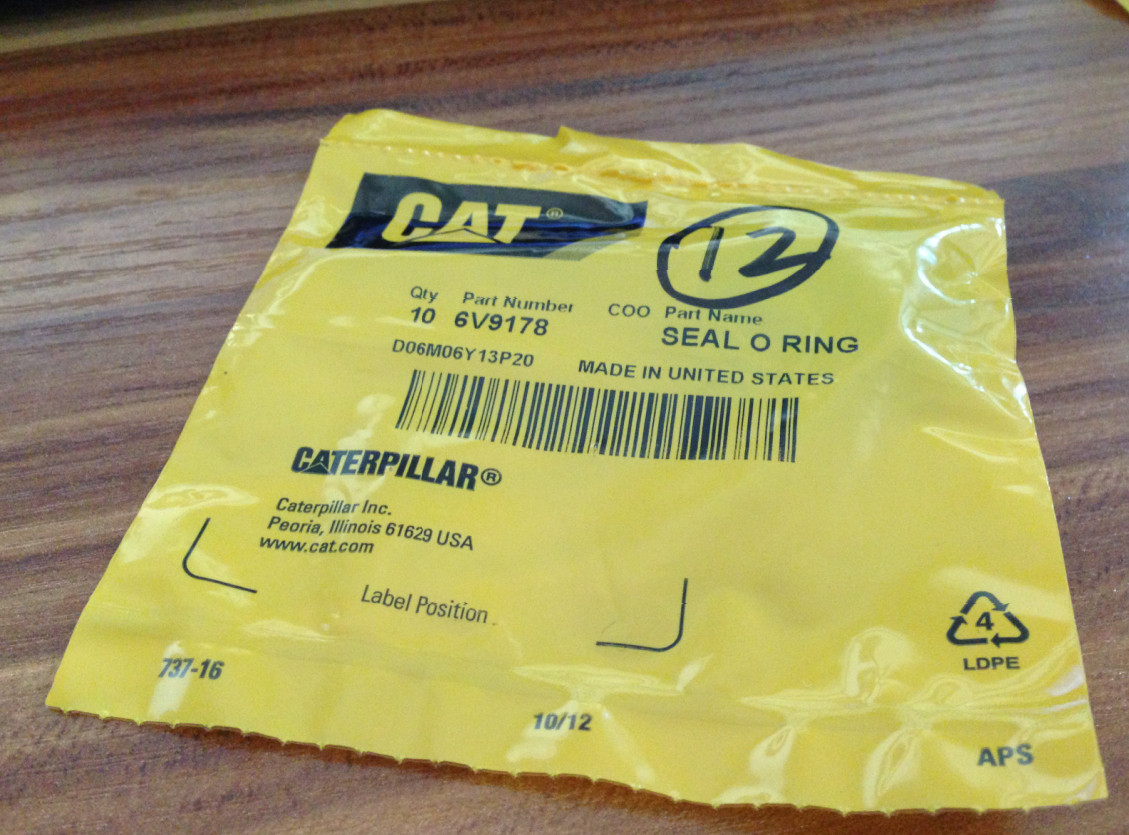 CAT®
12
Qty Part Number COO Part Name
10 6V9178 SEAL O RING
D06M06Y13P20 MADE IN UNITED STATES
CATERPILLAR®
Caterpillar Inc.
Peoria, Illinois 61629 USA
www.cat.com
Label Position
4
LDPE
737-16
10/12
APS